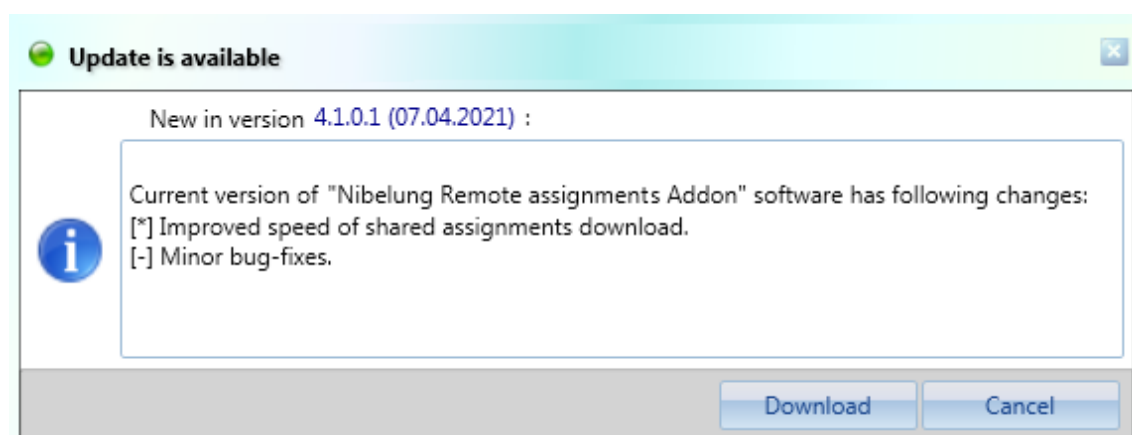 Update is available
New in version 4.1.0.1 (07.04.2021) :
Current version of "Nibelung Remote assignments Addon" software has following changes:
[*] Improved speed of shared assignments download.
[-] Minor bug-fixes.
Download Cancel